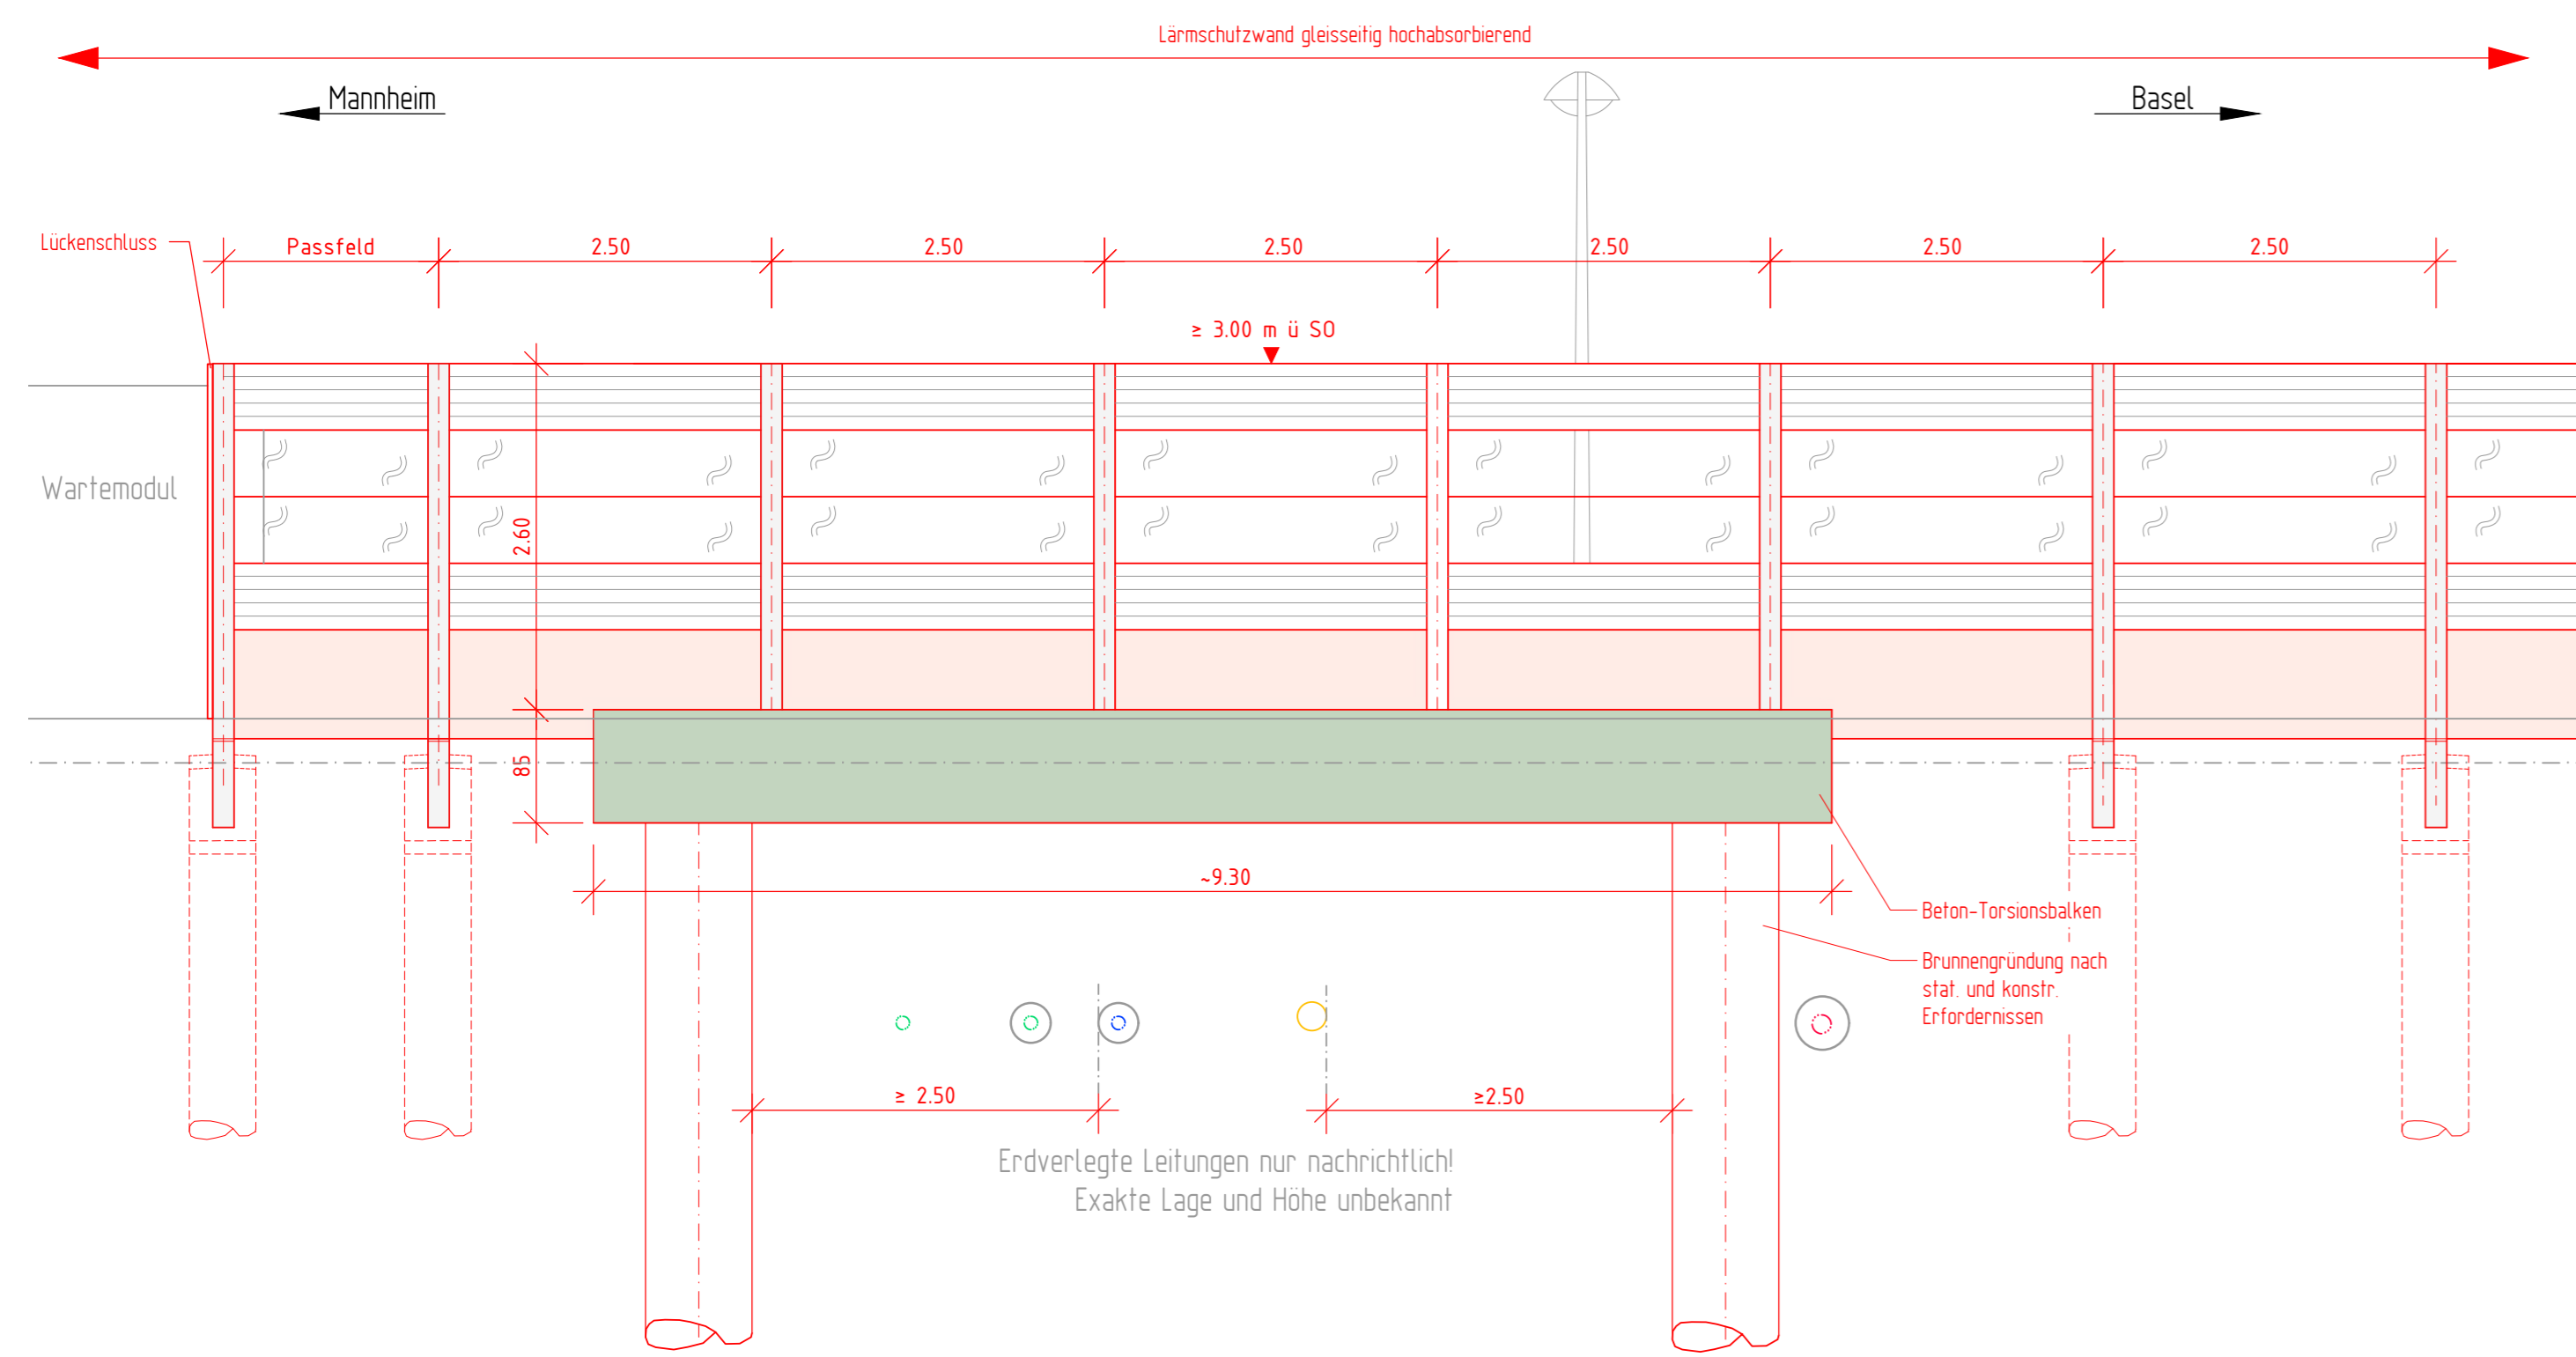 Lärmschutzwand gleisseitig hochabsorbierend
Mannheim
Basel
Lückenschluss
Passfeld
2.50
2.50
2.50
2.50
2.50
2.50
≥ 3.00 m ü SO
Wartemodul
2.60
85
~9.30
Beton-Torsionsbalken
Brunnengründung nach
stat. und konstr.
Erfordernissen
≥ 2.50
≥2.50
Erdverlegte Leitungen nur nachrichtlich!
Exakte Lage und Höhe unbekannt